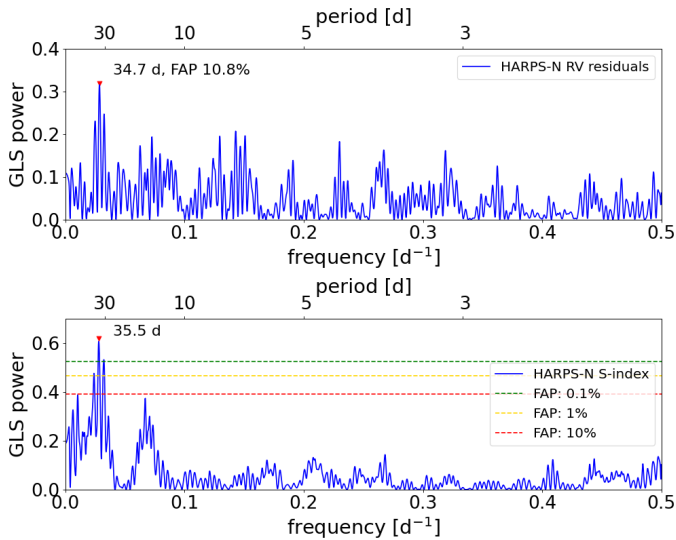 period [d]
30 10 5 3
0.4
0.3
0.2
0.1
0.0
GLS power
34.7 d, FAP 10.8%
HARPS-N RV residuals
0.0 0.1 0.2 0.3 0.4 0.5
frequency [d⁻¹]
period [d]
30 10 5 3
0.6
0.4
0.2
0.0
GLS power
35.5 d
HARPS-N S-index
FAP: 0.1%
FAP: 1%
FAP: 10%
0.0 0.1 0.2 0.3 0.4 0.5
frequency [d⁻¹]